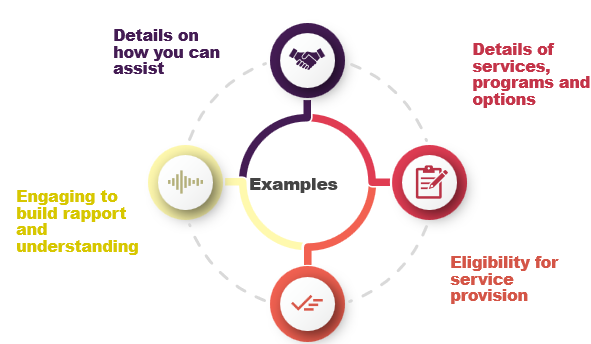 Details on
how you can
assist
Details of
services,
programs and
options
Examples
Engaging to
build rapport
and
understanding
Eligibility for
service
provision